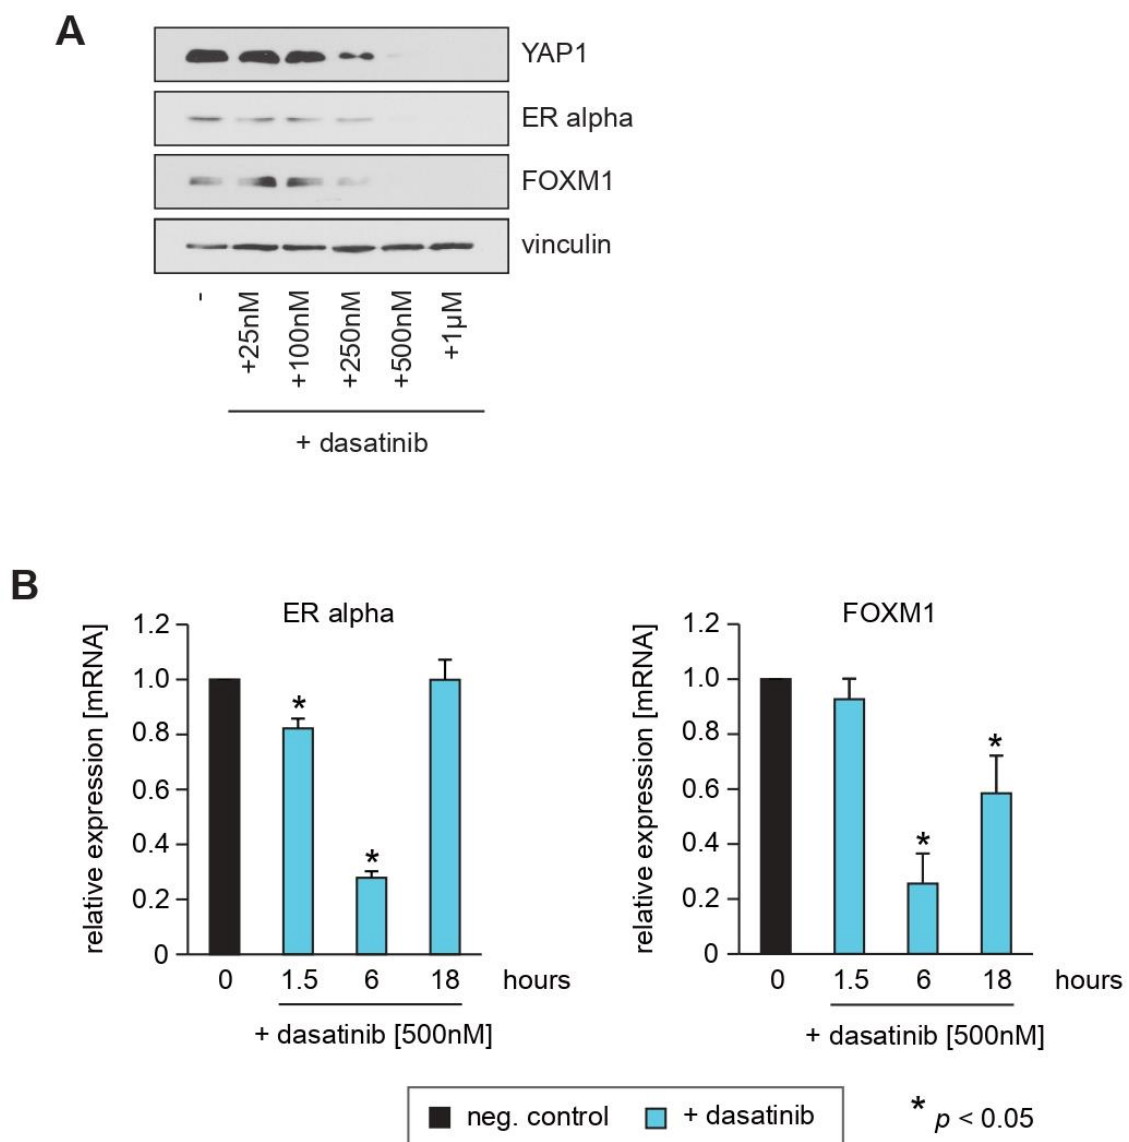 A
YAP1
ER alpha
FOXM1
vinculin
-
+25nM
+100nM
+250nM
+500nM
+1µM
+ dasatinib
B
ER alpha
relative expression [mRNA]
1.2
1.0
0.8
0.6
0.4
0.2
0
*
*
0 1.5 6 18 hours
+ dasatinib [500nM]
FOXM1
relative expression [mRNA]
1.2
1.0
0.8
0.6
0.4
0.2
0
*
*
0 1.5 6 18 hours
+ dasatinib [500nM]
neg. control + dasatinib
* p < 0.05